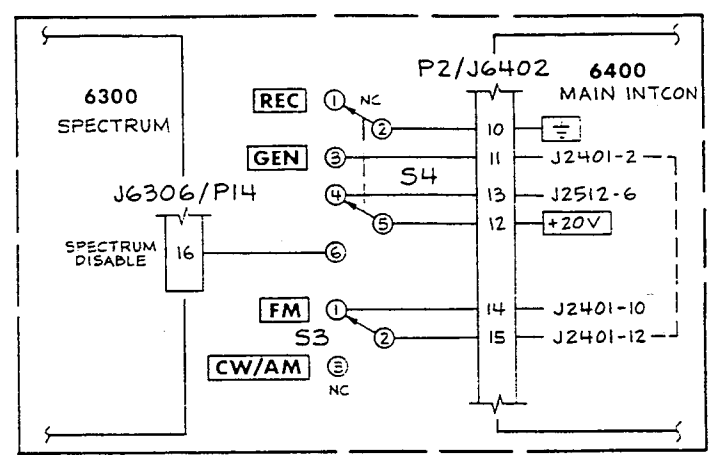 P2/J6402
6300
SPECTRUM
6400
MAIN INTCON
REC
1
NC
2
10
GEN
3
11
J2401-2
S4
J6306/P14
4
13
J2512-6
5
12
+20V
SPECTRUM
DISABLE
16
6
FM
1
14
J2401-10
S3
2
15
J2401-12
CW/AM
3
NC